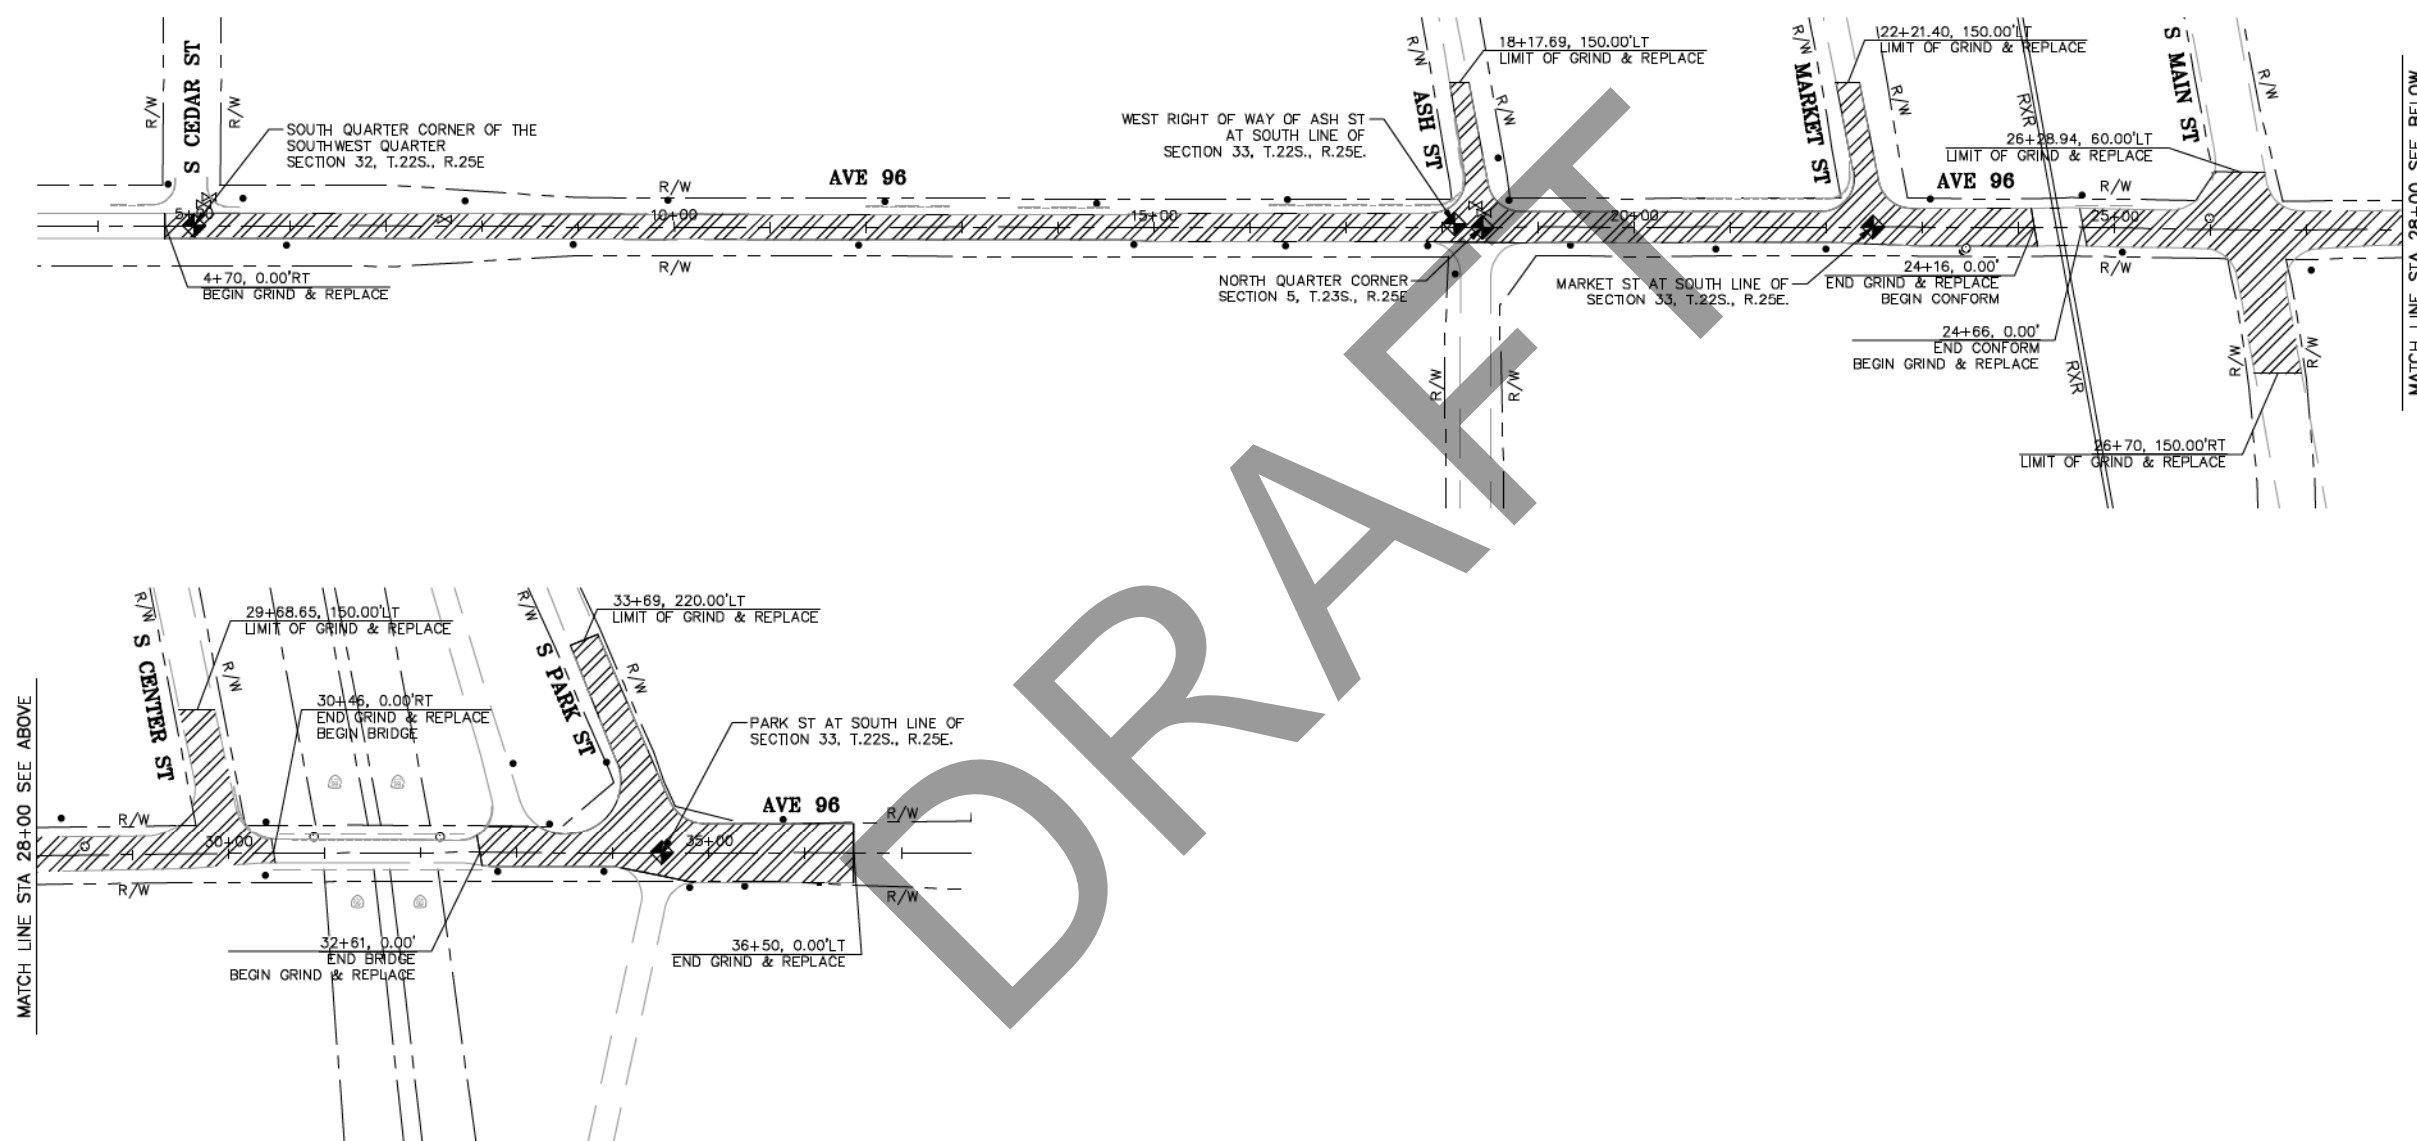 S CEDAR ST
R/W
R/W
SOUTH QUARTER CORNER OF THE
SOUTHWEST QUARTER
SECTION 32, T.22S., R.25E
5+00
4+70, 0.00'RT
BEGIN GRIND & REPLACE
R/W
10+00
R/W
AVE 96
15+00
WEST RIGHT OF WAY OF ASH ST
AT SOUTH LINE OF
SECTION 33, T.22S., R.25E.
R/W
ASH ST
R/W
18+17.69, 150.00'LT
LIMIT OF GRIND & REPLACE
NORTH QUARTER CORNER
SECTION 5, T.23S., R.25E
R/W
R/W
20+00
MARKET ST AT SOUTH LINE OF
SECTION 33, T.22S., R.25E.
R/W
MARKET ST
R/W
22+21.40, 150.00'LT
LIMIT OF GRIND & REPLACE
AVE 96
RXR
RXR
24+16, 0.00'
END GRIND & REPLACE
BEGIN CONFORM
24+66, 0.00'
END CONFORM
BEGIN GRIND & REPLACE
R/W
25+00
R/W
S MAIN ST
R/W
26+28.94, 60.00'LT
LIMIT OF GRIND & REPLACE
R/W
R/W
26+70, 150.00'RT
LIMIT OF GRIND & REPLACE
MATCH LINE STA 28+00 SEE BELOW
DRAFT
MATCH LINE STA 28+00 SEE ABOVE
R/W
S CENTER ST
R/W
29+68.65, 150.00'LT
LIMIT OF GRIND & REPLACE
R/W
R/W
30+00
30+46, 0.00'RT
END GRIND & REPLACE
BEGIN BRIDGE
32+61, 0.00'
END BRIDGE
BEGIN GRIND & REPLACE
R/W
S PARK ST
R/W
33+69, 220.00'LT
LIMIT OF GRIND & REPLACE
PARK ST AT SOUTH LINE OF
SECTION 33, T.22S., R.25E.
35+00
AVE 96
R/W
R/W
36+50, 0.00'LT
END GRIND & REPLACE